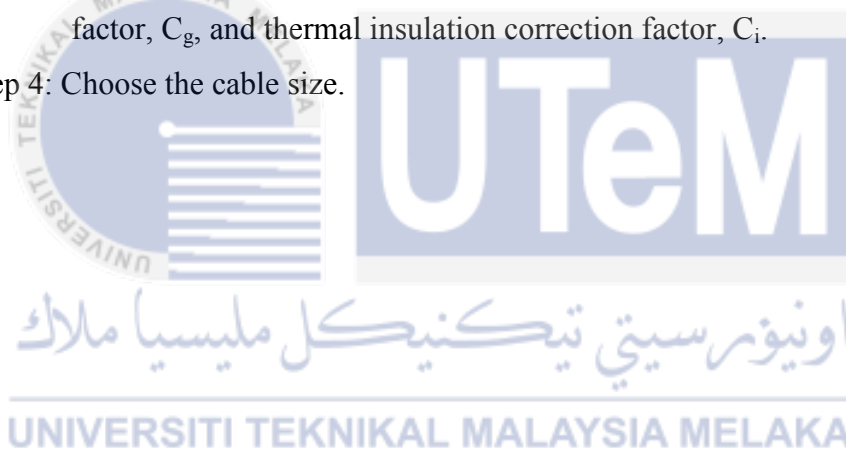 factor, Cg, and thermal insulation correction factor, Ci.
ep 4: Choose the cable size.
UTeM
اونيۏرسيتي تيكنيكل مليسيا ملاك
UNIVERSITI TEKNIKAL MALAYSIA MELAKA